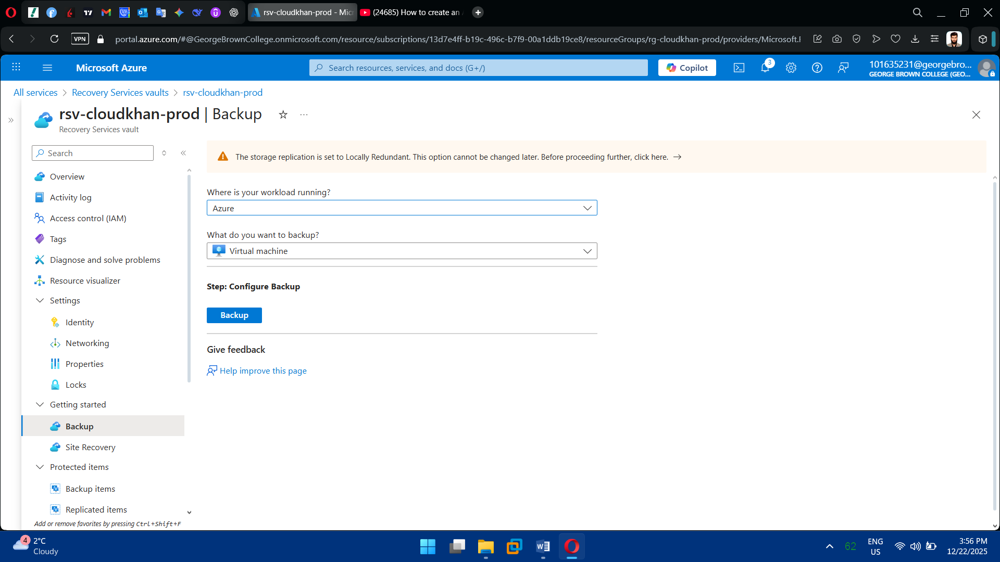 rsv-cloudkhan-prod - Mic
(24685) How to create an
VPN
portal.azure.com/#@GeorgeBrownCollege.onmicrosoft.com/resource/subscriptions/13d7e4ff-b19c-496c-b7f9-00a1ddb19ce8/resourceGroups/rg-cloudkhan-prod/providers/Microsoft.
Microsoft Azure
Search resources, services, and docs (G+/)
Copilot
3
101635231@georgebro...
GEORGE BROWN COLLEGE (GEO...
All services > Recovery Services vaults > rsv-cloudkhan-prod
rsv-cloudkhan-prod | Backup
Recovery Services vault
Search
Overview
Activity log
Access control (IAM)
Tags
Diagnose and solve problems
Resource visualizer
Settings
Identity
Networking
Properties
Locks
Getting started
Backup
Site Recovery
Protected items
Backup items
Replicated items
Add or remove favorites by pressing Ctrl+Shift+F
The storage replication is set to Locally Redundant. This option cannot be changed later. Before proceeding further, click here. →
Where is your workload running?
Azure
What do you want to backup?
Virtual machine
Step: Configure Backup
Backup
Give feedback
Help improve this page
4
2°C
Cloudy
62
ENG
US
3:56 PM
12/22/2025